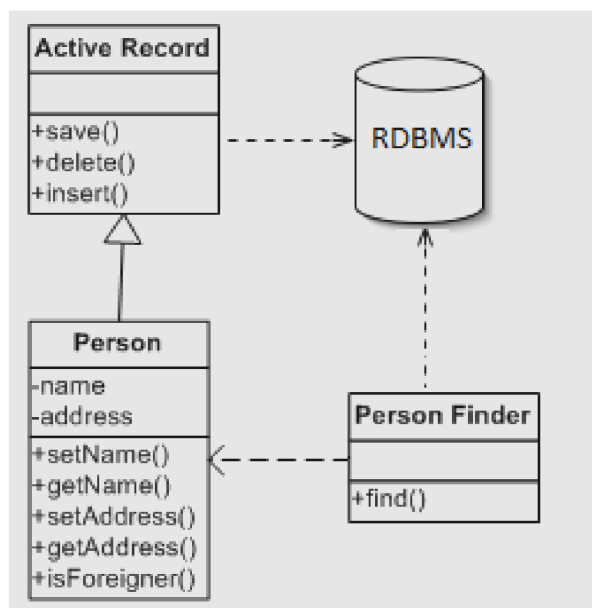 Active Record
+save()
+delete()
+insert()
RDBMS
Person
-name
-address
+setName()
+getName()
+setAddress()
+getAddress()
+isForeigner()
Person Finder
+find()